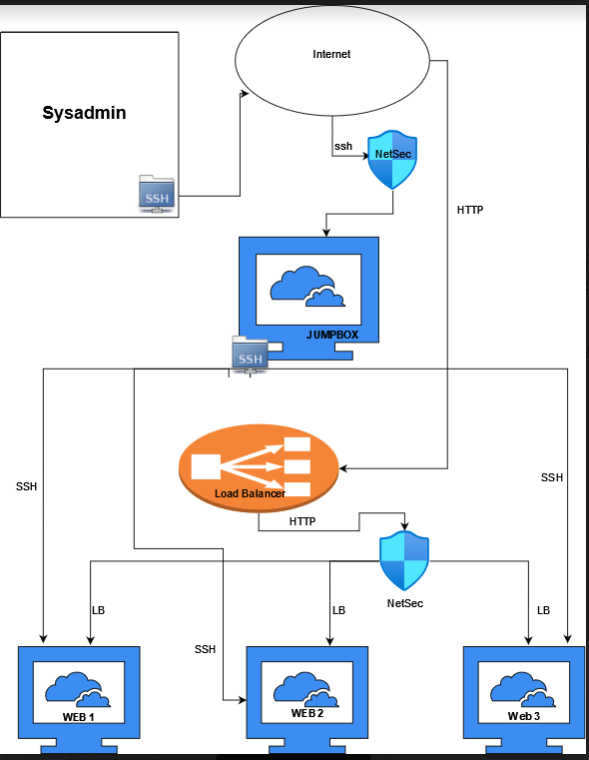 Internet
Sysadmin
ssh
NetSec
SSH
HTTP
JUMPBOX
SSH
SSH
SSH
Load Balancer
HTTP
NetSec
LB
LB
LB
SSH
WEB 1
WEB 2
Web 3